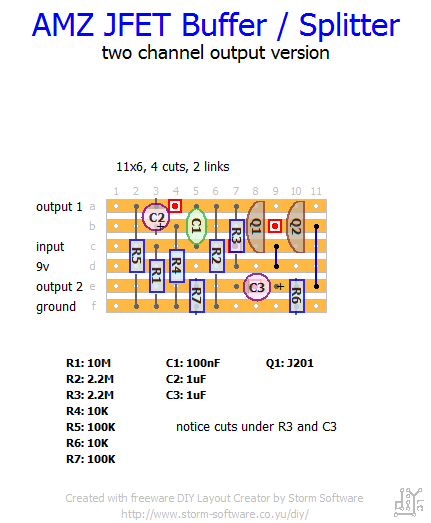 AMZ JFET Buffer / Splitter
two channel output version
11x6, 4 cuts, 2 links
1 2 3 4 5 6 7 8 9 10 11
output 1 a
b
input c
9v d
output 2 e
ground f
C2 + C1 R3 Q1 Q2
R5 R1 R4 R2
R7 C3 + R6
R1: 10M C1: 100nF Q1: J201
R2: 2.2M C2: 1uF
R3: 2.2M C3: 1uF
R4: 10K
R5: 100K notice cuts under R3 and C3
R6: 10K
R7: 100K
Created with freeware DIY Layout Creator by Storm Software
http://www.storm-software.co.yu/diy/